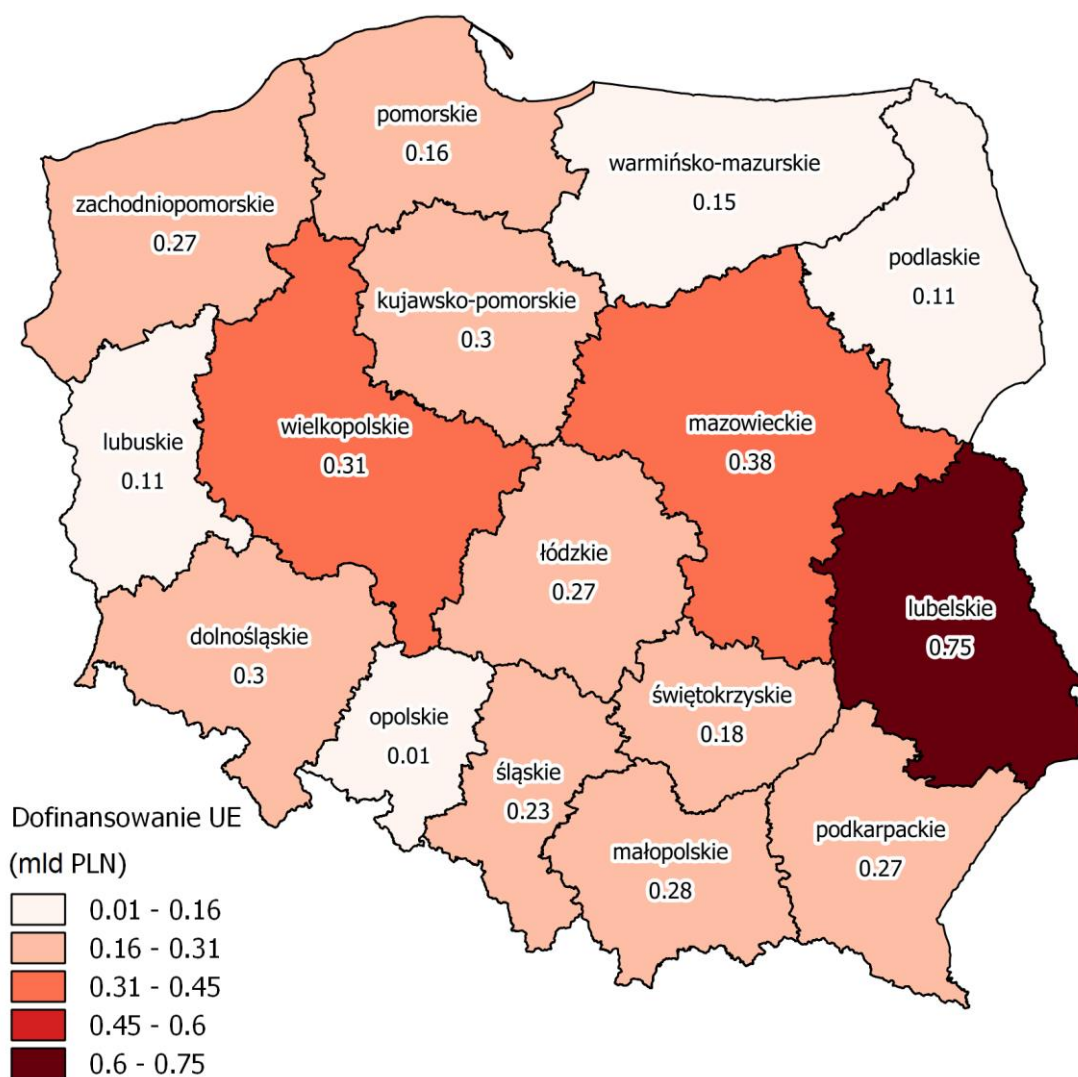 pomorskie
0.16
warmińsko-mazurskie
0.15
zachodniopomorskie
0.27
podlaskie
0.11
kujawsko-pomorskie
0.3
wielkopolskie
0.31
mazowieckie
0.38
lubuskie
0.11
łódzkie
0.27
lubelskie
0.75
dolnośląskie
0.3
świętokrzyskie
0.18
opolskie
0.01
śląskie
0.23
podkarpackie
0.27
małopolskie
0.28
Dofinansowanie UE
(mld PLN)
0.01 - 0.16
0.16 - 0.31
0.31 - 0.45
0.45 - 0.6
0.6 - 0.75